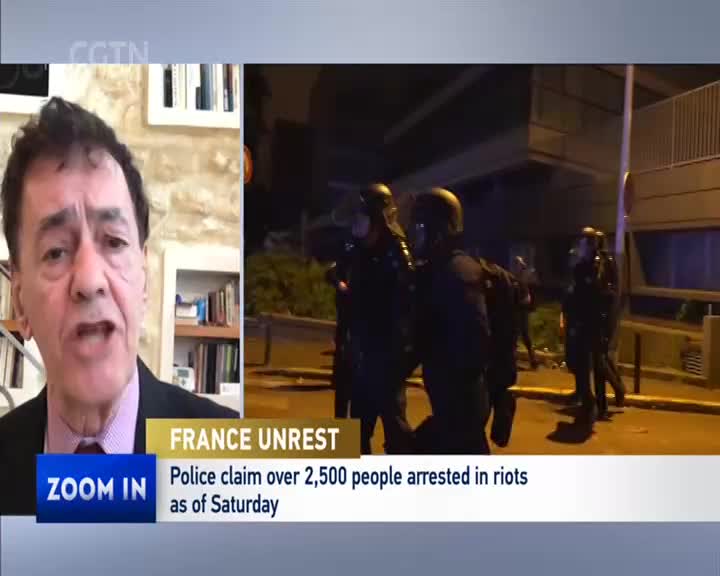 CGTN
FRANCE UNREST
ZOOM IN
Police claim over 2,500 people arrested in riots
as of Saturday